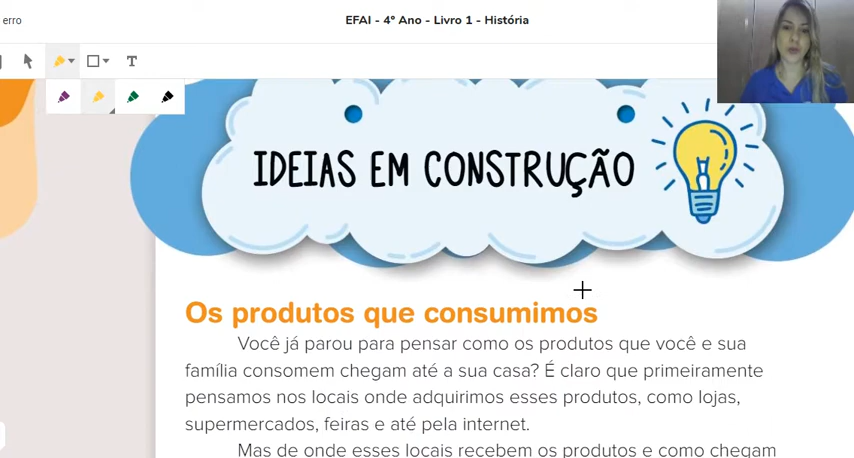 erro
EFAI - 4º Ano - Livro 1 - História
T
IDEIAS EM CONSTRUÇÃO
Os produtos que consumimos
Você já parou para pensar como os produtos que você e sua
família consomem chegam até a sua casa? É claro que primeiramente
pensamos nos locais onde adquirimos esses produtos, como lojas,
supermercados, feiras e até pela internet.
Mas de onde esses locais recebem os produtos e como chegam